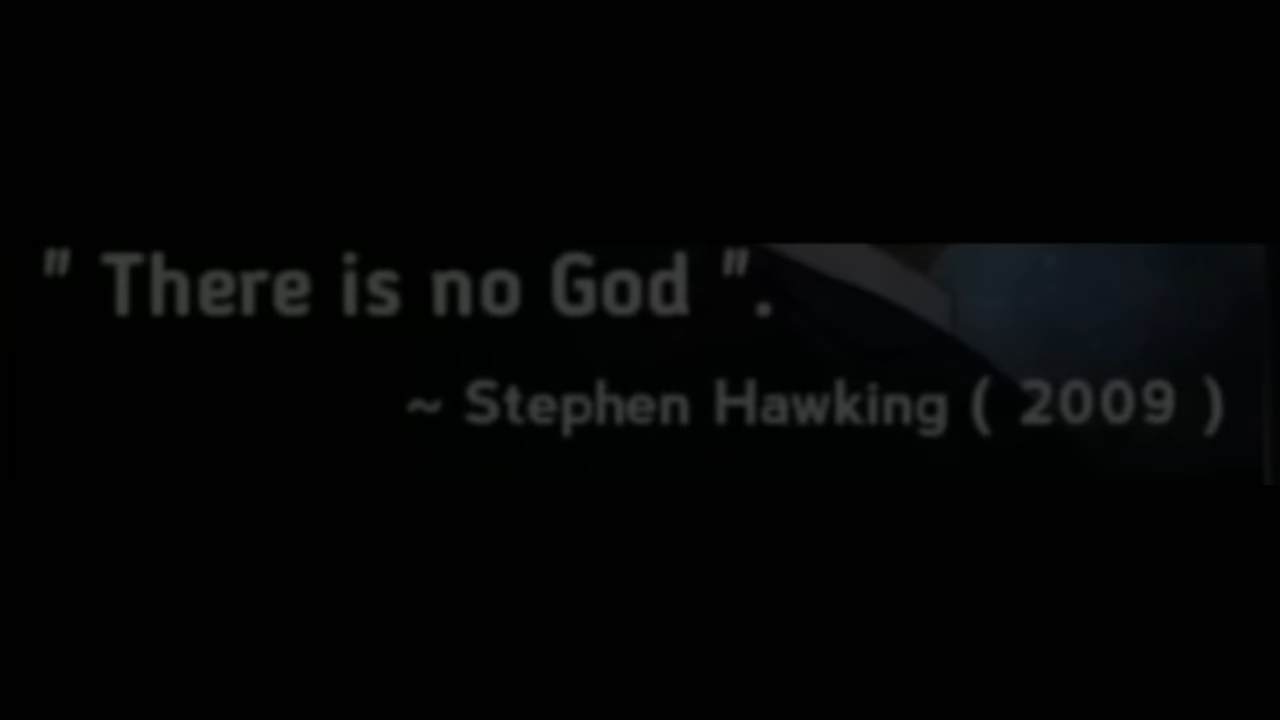 " There is no God ".
~ Stephen Hawking ( 2009 )